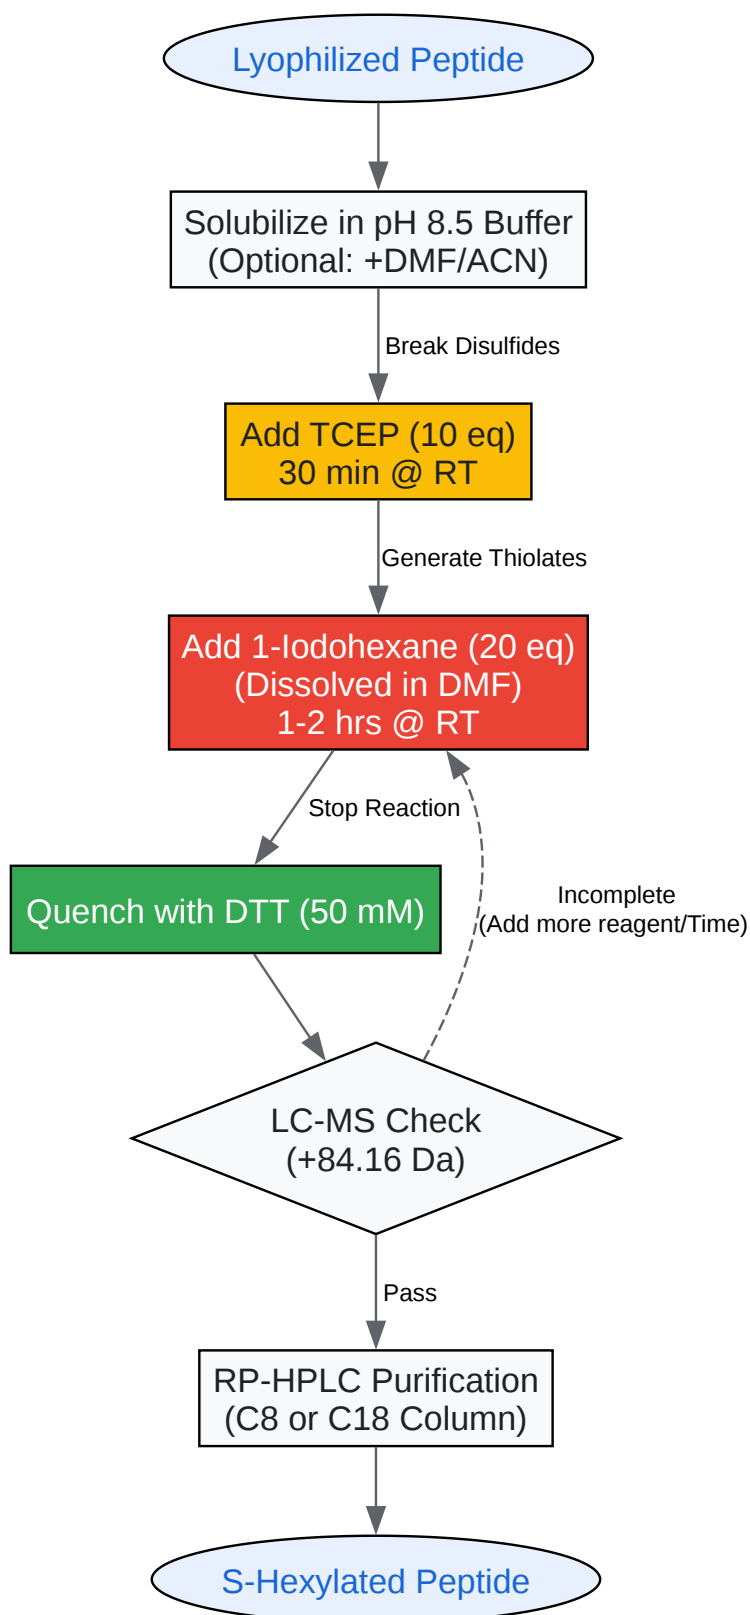 Lyophilized Peptide
Solubilize in pH 8.5 Buffer
(Optional: +DMF/ACN)
Break Disulfides
Add TCEP (10 eq)
30 min @ RT
Generate Thiolates
Add 1-Iodohexane (20 eq)
(Dissolved in DMF)
1-2 hrs @ RT
Stop Reaction
Quench with DTT (50 mM)
Incomplete
(Add more reagent/Time)
LC-MS Check
(+84.16 Da)
Pass
RP-HPLC Purification
(C8 or C18 Column)
S-Hexylated Peptide